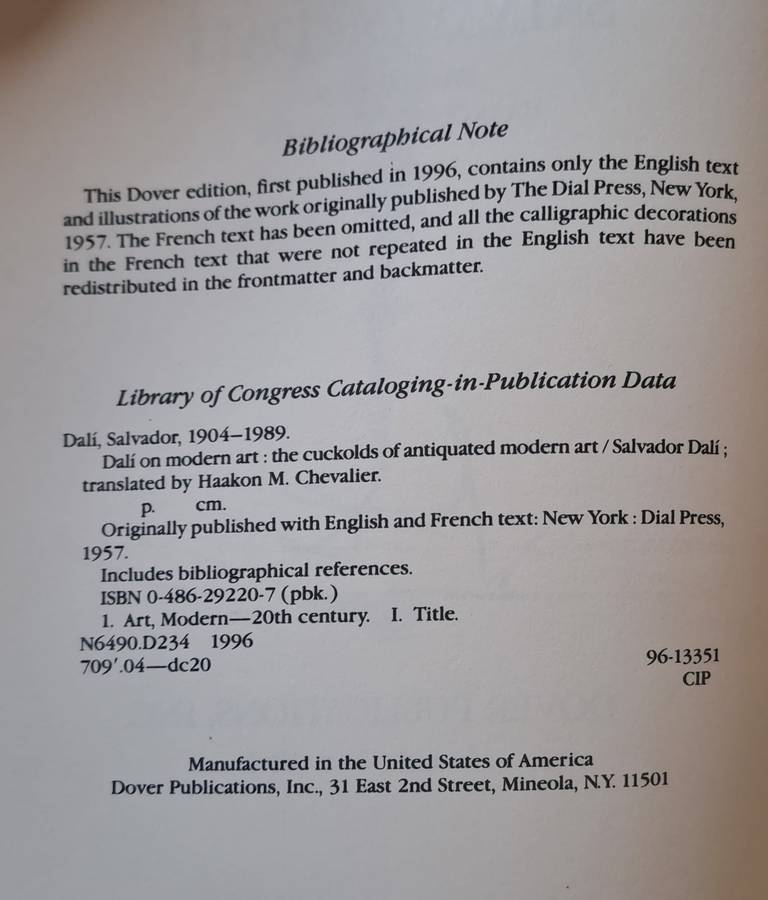 Bibliographical Note
This Dover edition, first published in 1996, contains only the English text
and illustrations of the work originally published by The Dial Press, New York,
1957. The French text has been omitted, and all the calligraphic decorations
in the French text that were not repeated in the English text have been
redistributed in the frontmatter and backmatter.
Library of Congress Cataloging-in-Publication Data
Dalí, Salvador, 1904–1989.
Dalí on modern art : the cuckolds of antiquated modern art / Salvador Dalí ;
translated by Haakon M. Chevalier.
p. cm.
Originally published with English and French text: New York : Dial Press,
1957.
Includes bibliographical references.
ISBN 0-486-29220-7 (pbk.)
1. Art, Modern—20th century. I. Title.
N6490.D234 1996
709′.04—dc20
96-13351
CIP
Manufactured in the United States of America
Dover Publications, Inc., 31 East 2nd Street, Mineola, N.Y. 11501